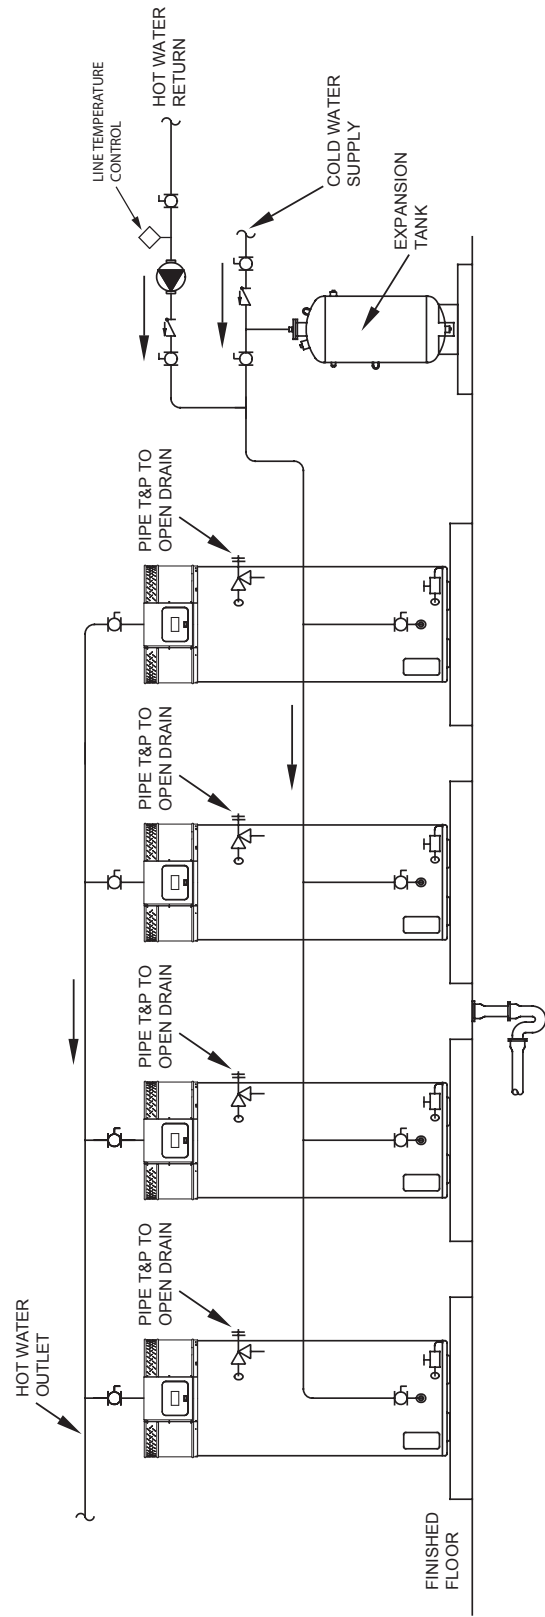 HOT WATER
OUTLET
PIPE T&P TO
OPEN DRAIN
PIPE T&P TO
OPEN DRAIN
PIPE T&P TO
OPEN DRAIN
PIPE T&P TO
OPEN DRAIN
LINE TEMPERATURE
CONTROL
HOT WATER
RETURN
COLD WATER
SUPPLY
EXPANSION
TANK
FINISHED
FLOOR